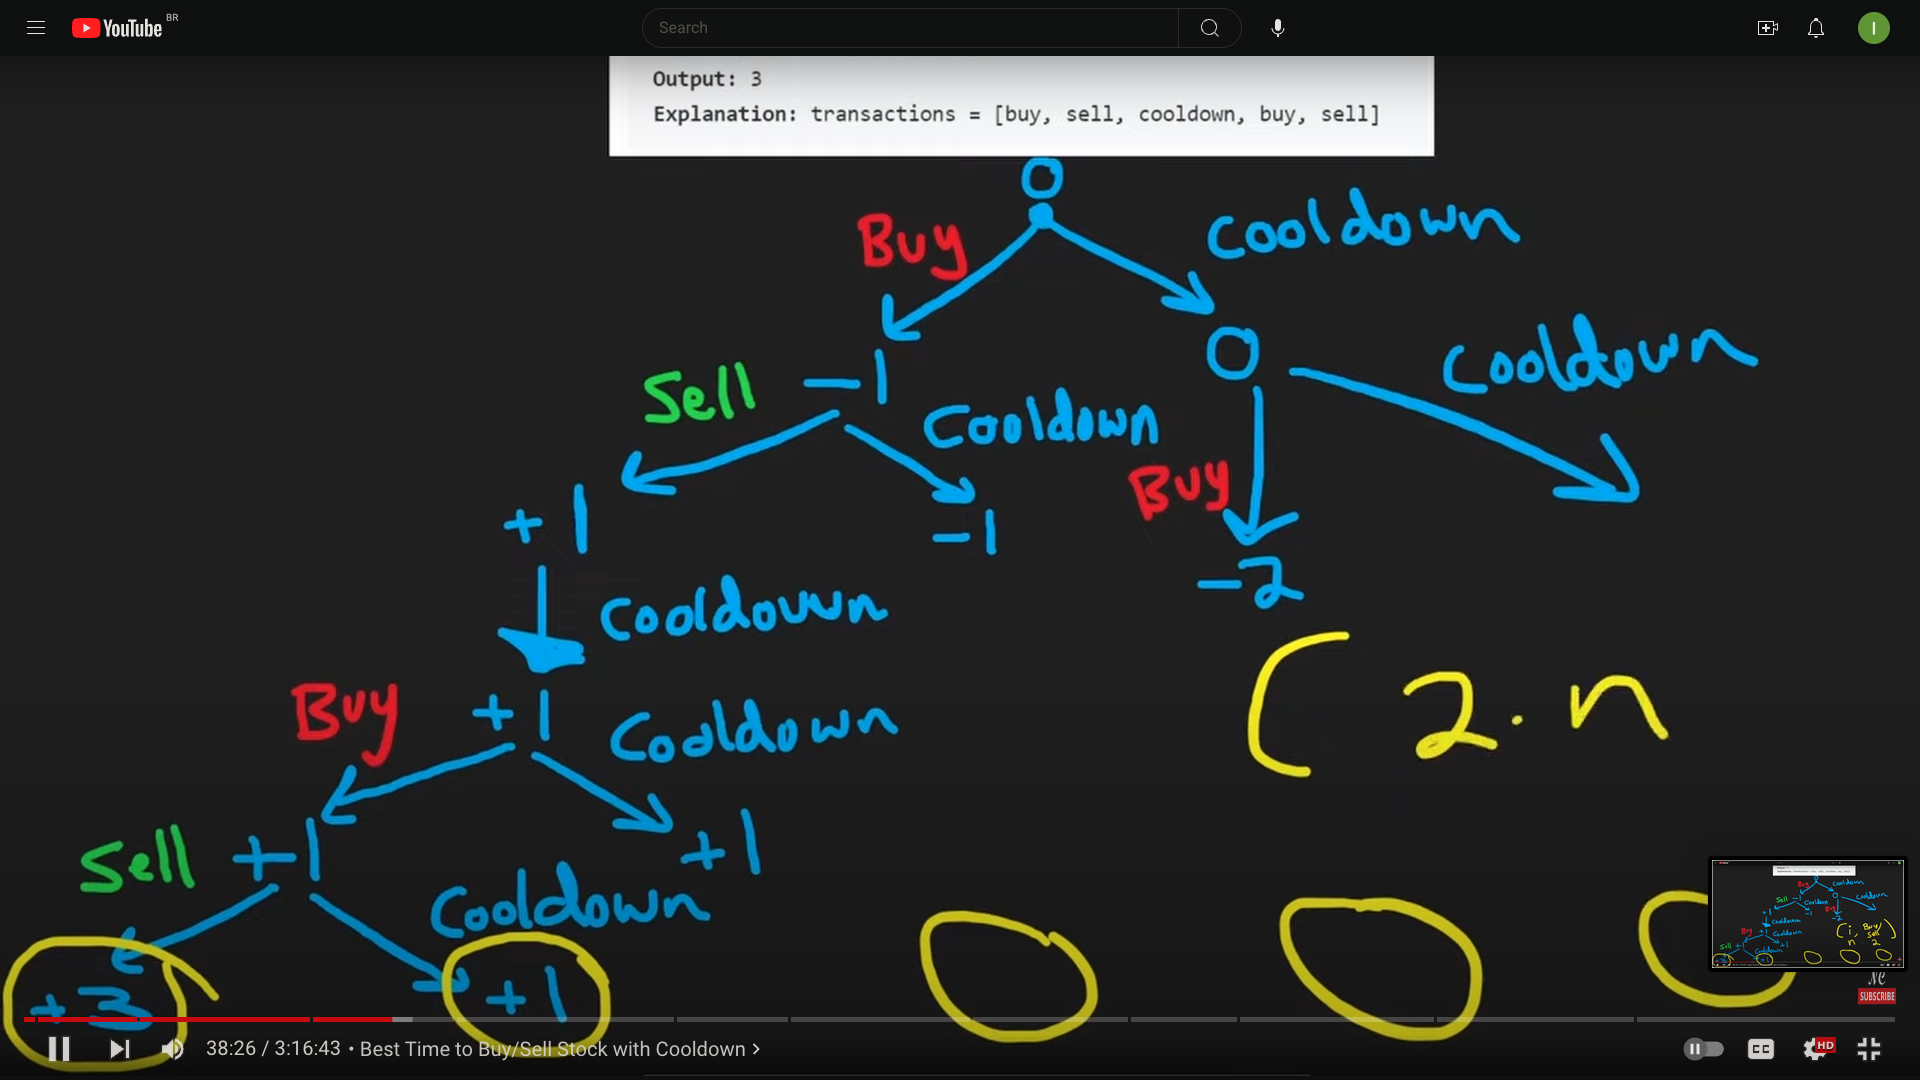 YouTube BR
Search
I
Output: 3
Explanation: transactions = [buy, sell, cooldown, buy, sell]
0
Buy
Cooldown
Sell
-1
Cooldown
0
Cooldown
+1
-1
Buy
-2
Cooldown
Buy
+1
Cooldown
( 2·n
Sell
+1
+1
Cooldown
+3
+1
NC
SUBSCRIBE
38:26 / 3:16:43 • Best Time to Buy/Sell Stock with Cooldown >
CC
HD